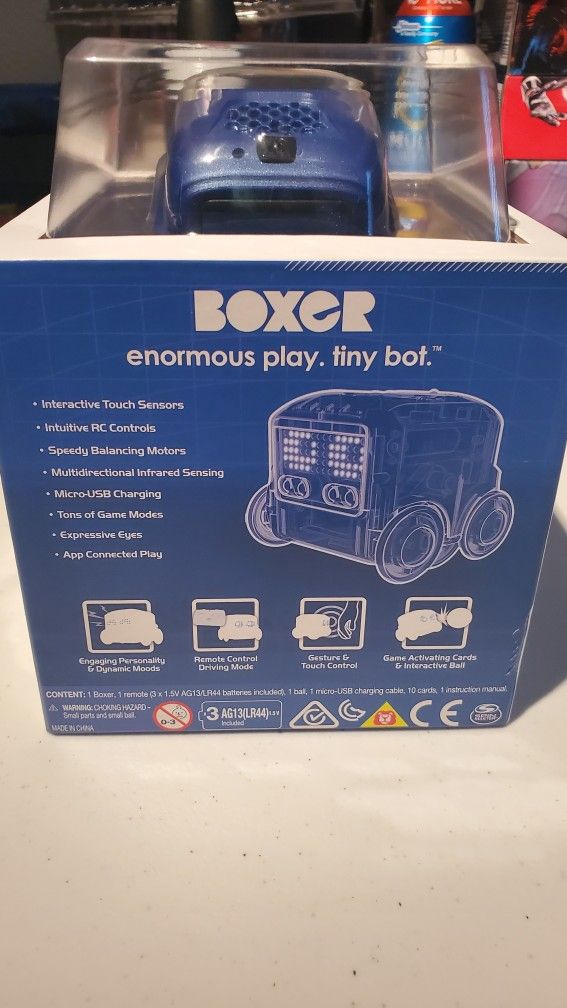 BOXER
enormous play. tiny bot.™
• Interactive Touch Sensors
• Intuitive RC Controls
• Speedy Balancing Motors
• Multidirectional Infrared Sensing
• Micro-USB Charging
• Tons of Game Modes
• Expressive Eyes
• App Connected Play
Engaging Personality
& Dynamic Moods
Remote Control
Driving Mode
Gesture &
Touch Control
Game Activating Cards
& Interactive Ball
CONTENT: 1 Boxer, 1 remote (3 x 1.5V AG13/LR44 batteries included), 1 ball, 1 micro-USB charging cable, 10 cards, 1 instruction manual.
WARNING: CHOKING HAZARD -
Small parts and small ball.
0-3
3 AG13(LR44) 1.5V
Included
CE
MADE IN CHINA